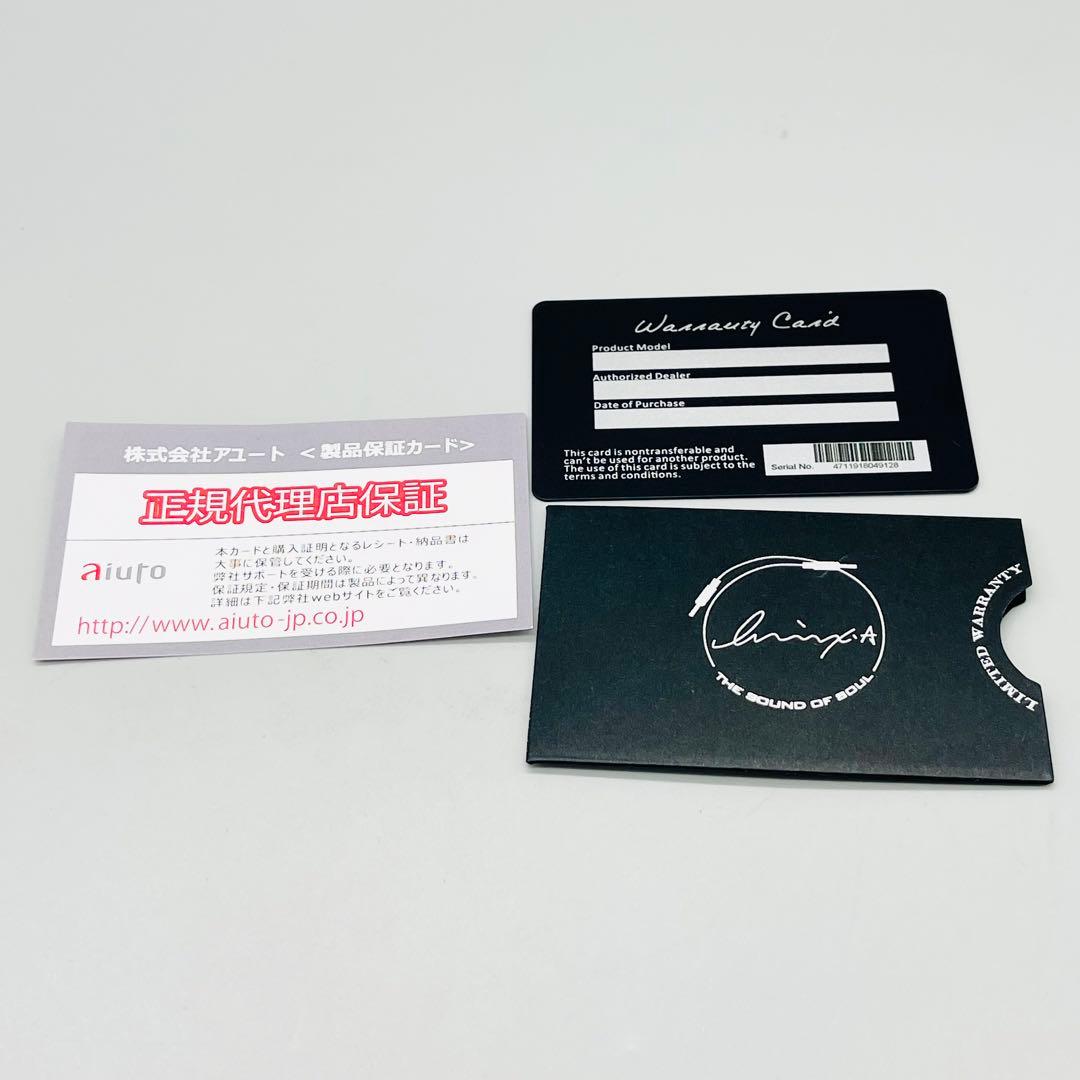 株式会社アユート <製品保証カード>
正規代理店保証
aiuto
本カードと購入証明となるレシート・納品書は
大事に保管してください。
弊社サポートを受ける際に必要となります。
保証規定・保証期間は製品によって異なります。
詳細は下記弊社webサイトをご覧ください。
http://www.aiuto-jp.co.jp
Warranty Card
Product Model
Authorized Dealer
Date of Purchase
This card is nontransferable and
can't be used for another product.
The use of this card is subject to the
terms and conditions.
Serial No.
4711918049128
THE SOUND OF SOUL
LIMITED WARRANTY